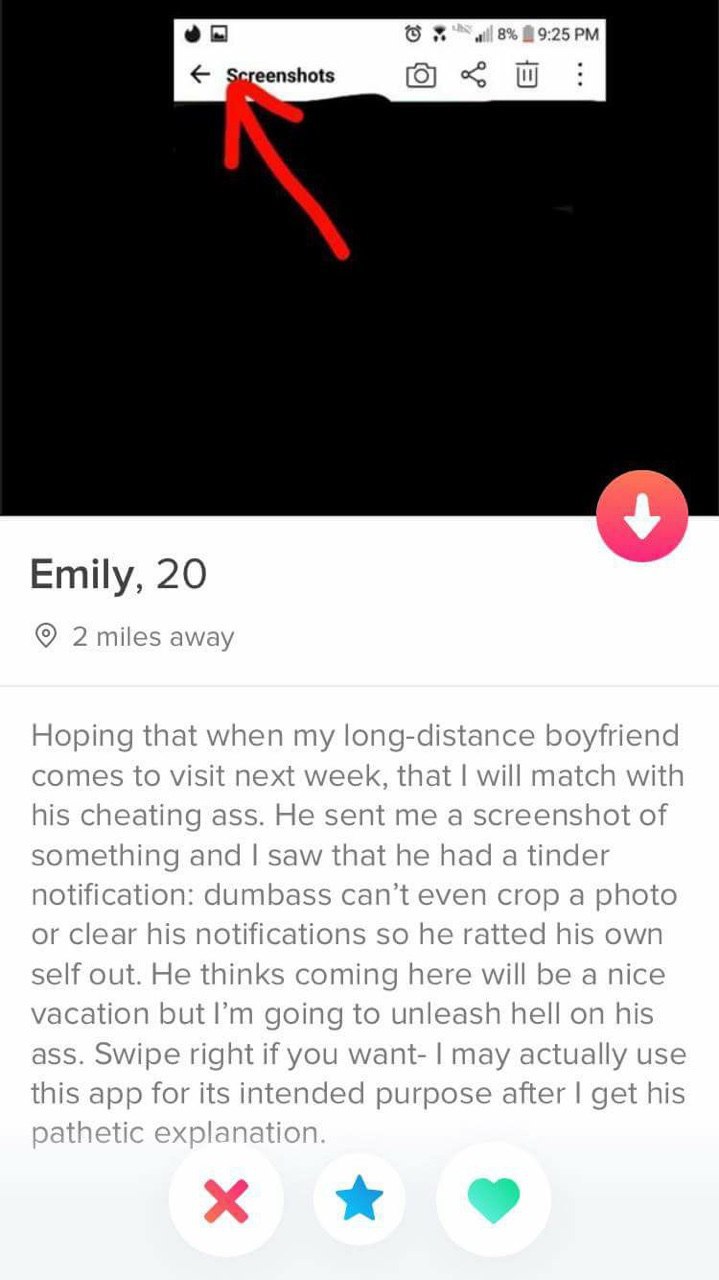 8% 9:25 PM
Screenshots
Emily, 20
2 miles away
Hoping that when my long-distance boyfriend
comes to visit next week, that I will match with
his cheating ass. He sent me a screenshot of
something and I saw that he had a tinder
notification: dumbass can’t even crop a photo
or clear his notifications so he ratted his own
self out. He thinks coming here will be a nice
vacation but I’m going to unleash hell on his
ass. Swipe right if you want- I may actually use
this app for its intended purpose after I get his
pathetic explanation.